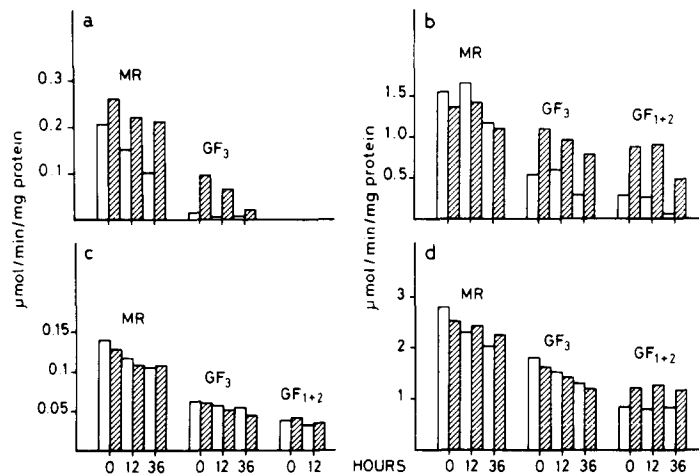 a
b
MR
MR
0.3
0.2
0.1
GF3
1.5
1.0
0.5
GF3
GF1+2
μmol/min/mg protein
μmol/min/mg protein
c
d
MR
MR
0.15
0.1
0.05
GF3
GF1+2
3
2
1
GF3
GF1+2
0 12 36 0 12 36 0 12 HOURS 0 12 36 0 12 36 0 12 36